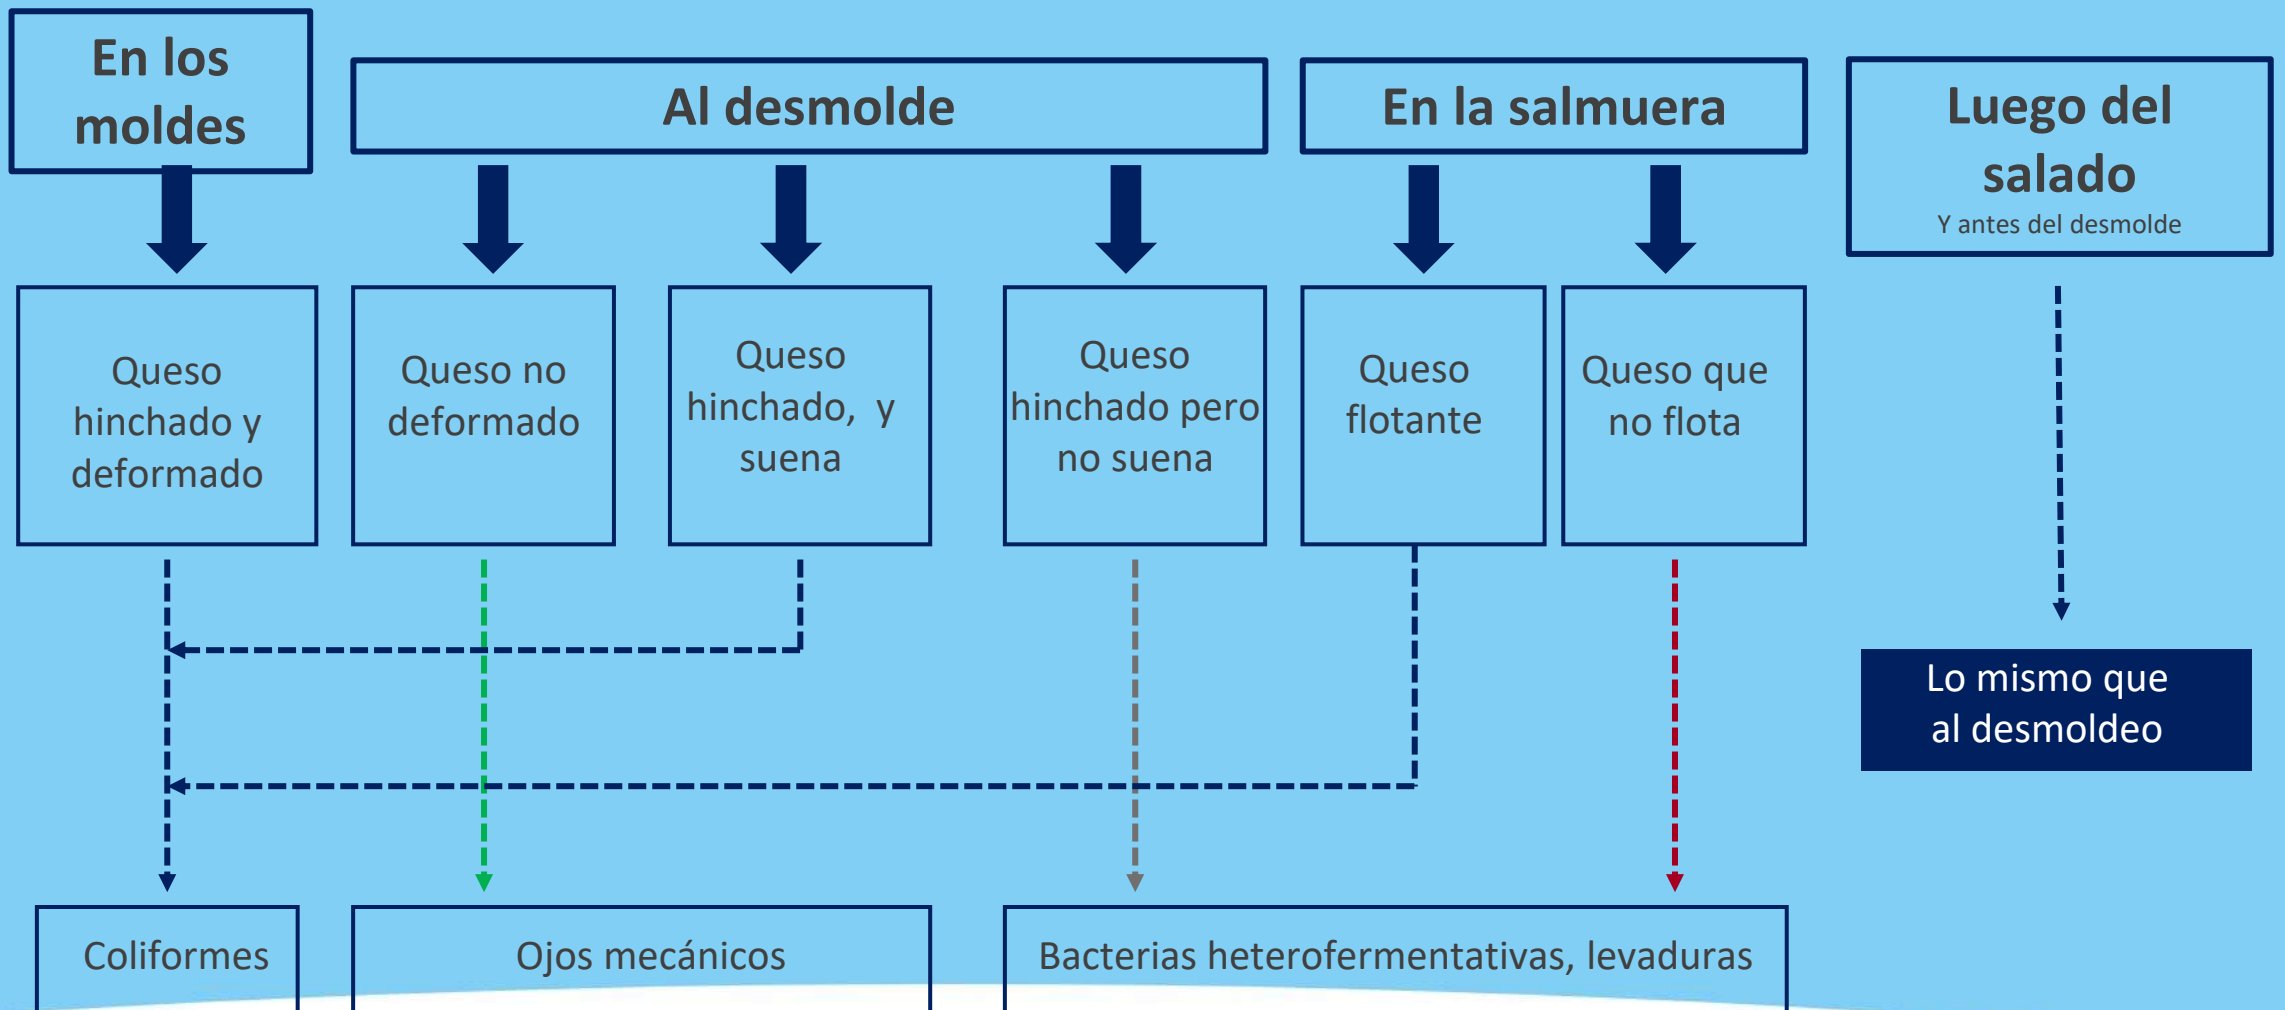 En los
moldes
Al desmolde
En la salmuera
Luego del
salado
Y antes del desmolde
Queso
hinchado y
deformado
Queso no
deformado
Queso
hinchado, y
suena
Queso
hinchado pero
no suena
Queso
flotante
Queso que
no flota
Lo mismo que
al desmoldeo
Coliformes
Ojos mecánicos
Bacterias heterofermentativas, levaduras